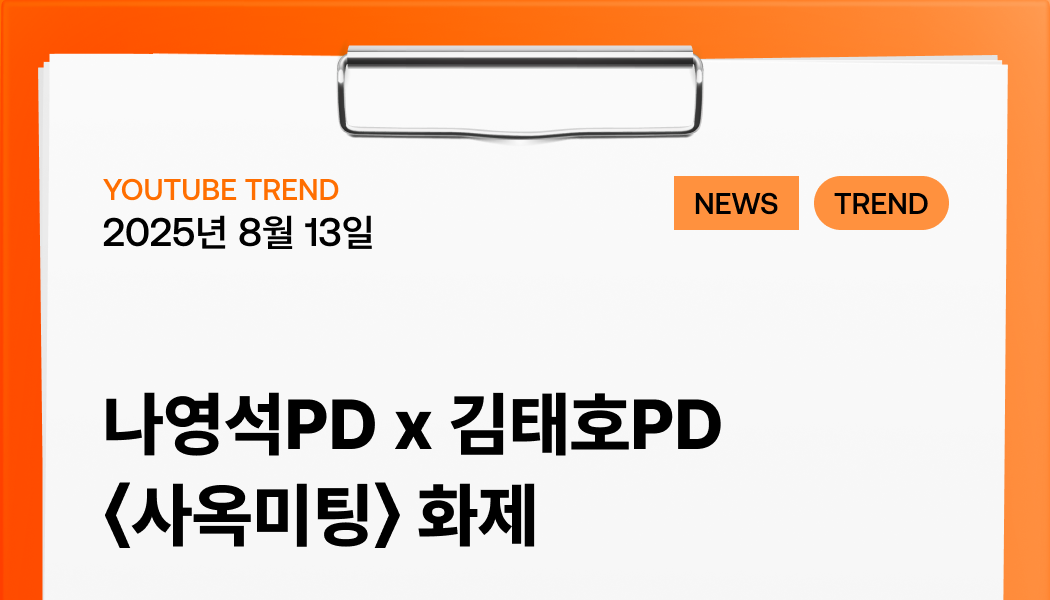 YOUTUBE TREND
2025년 8월 13일
NEWS
TREND
나영석PD x 김태호PD
〈사옥미팅〉 화제